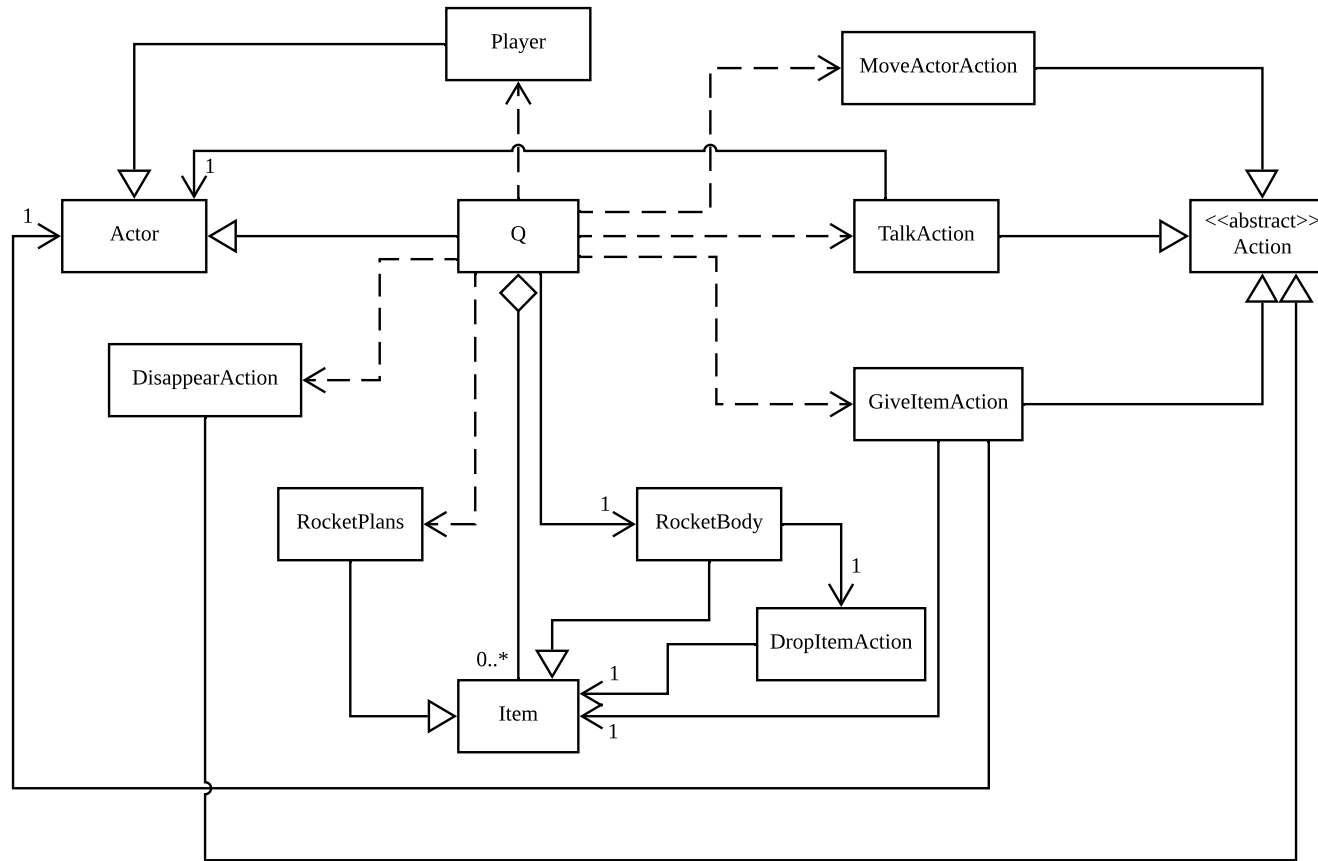 Player
MoveActorAction
1
1
Actor
Q
TalkAction
<<abstract>>
Action
DisappearAction
GiveItemAction
RocketPlans
1
RocketBody
1
DropItemAction
0..*
1
Item
1